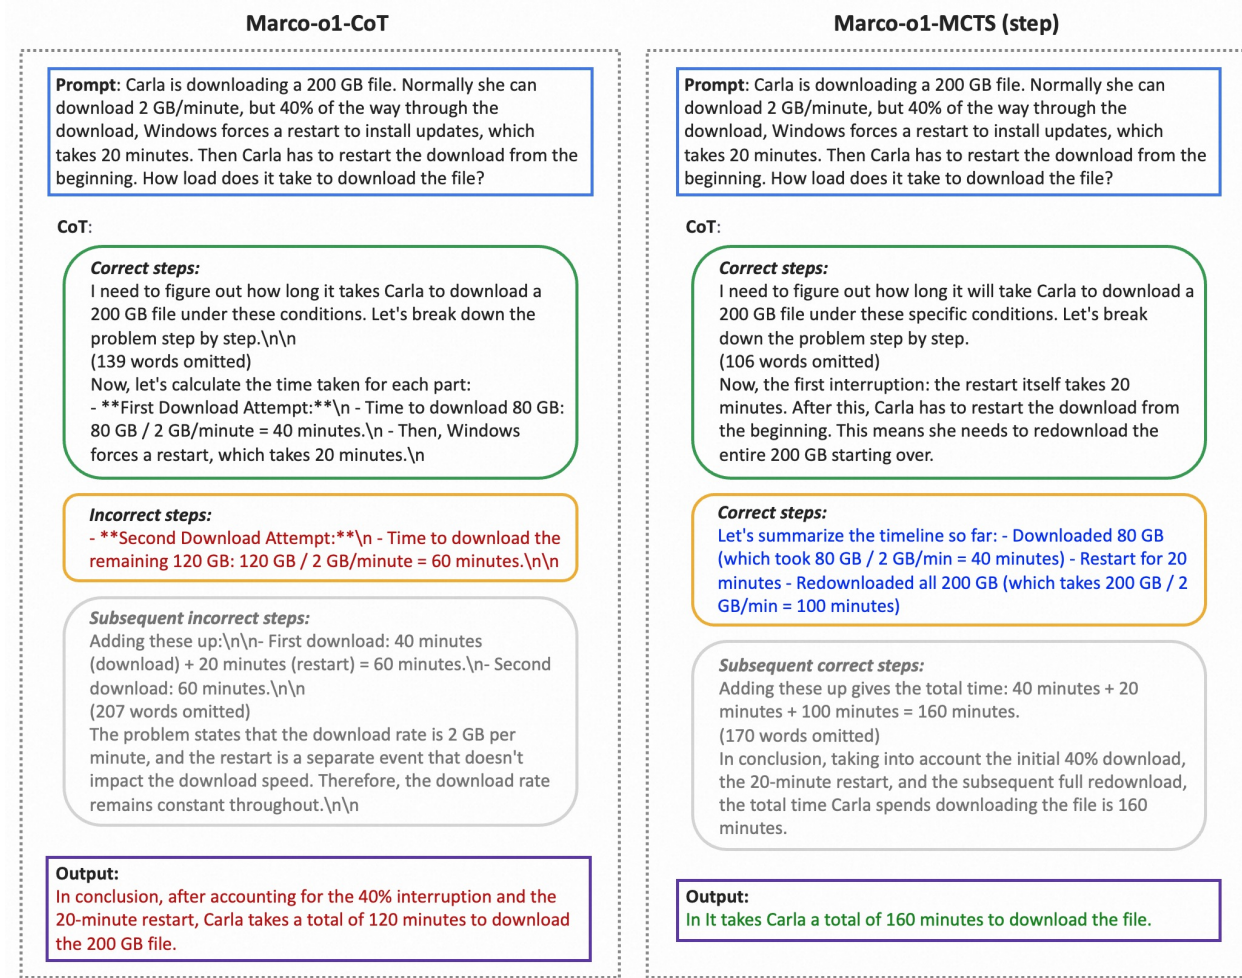 Marco-o1-CoT
Prompt: Carla is downloading a 200 GB file. Normally she can
download 2 GB/minute, but 40% of the way through the
download, Windows forces a restart to install updates, which
takes 20 minutes. Then Carla has to restart the download from the
beginning. How load does it take to download the file?
CoT:
Correct steps:
I need to figure out how long it takes Carla to download a
200 GB file under these conditions. Let's break down the
problem step by step.\n\n
(139 words omitted)
Now, let's calculate the time taken for each part:
- **First Download Attempt:**\n - Time to download 80 GB:
80 GB / 2 GB/minute = 40 minutes.\n - Then, Windows
forces a restart, which takes 20 minutes.\n
Incorrect steps:
- **Second Download Attempt:**\n - Time to download the
remaining 120 GB: 120 GB / 2 GB/minute = 60 minutes.\n\n
Subsequent incorrect steps:
Adding these up:\n\n- First download: 40 minutes
(download) + 20 minutes (restart) = 60 minutes.\n- Second
download: 60 minutes.\n\n
(207 words omitted)
The problem states that the download rate is 2 GB per
minute, and the restart is a separate event that doesn't
impact the download speed. Therefore, the download rate
remains constant throughout.\n\n
Output:
In conclusion, after accounting for the 40% interruption and the
20-minute restart, Carla takes a total of 120 minutes to download
the 200 GB file.
Marco-o1-MCTS (step)
Prompt: Carla is downloading a 200 GB file. Normally she can
download 2 GB/minute, but 40% of the way through the
download, Windows forces a restart to install updates, which
takes 20 minutes. Then Carla has to restart the download from the
beginning. How load does it take to download the file?
CoT:
Correct steps:
I need to figure out how long it will take Carla to download a
200 GB file under these specific conditions. Let's break
down the problem step by step.
(106 words omitted)
Now, the first interruption: the restart itself takes 20
minutes. After this, Carla has to restart the download from
the beginning. This means she needs to redownload the
entire 200 GB starting over.
Correct steps:
Let's summarize the timeline so far: - Downloaded 80 GB
(which took 80 GB / 2 GB/min = 40 minutes) - Restart for 20
minutes - Redownloaded all 200 GB (which takes 200 GB / 2
GB/min = 100 minutes)
Subsequent correct steps:
Adding these up gives the total time: 40 minutes + 20
minutes + 100 minutes = 160 minutes.
(170 words omitted)
In conclusion, taking into account the initial 40% download,
the 20-minute restart, and the subsequent full redownload,
the total time Carla spends downloading the file is 160
minutes.
Output:
In It takes Carla a total of 160 minutes to download the file.